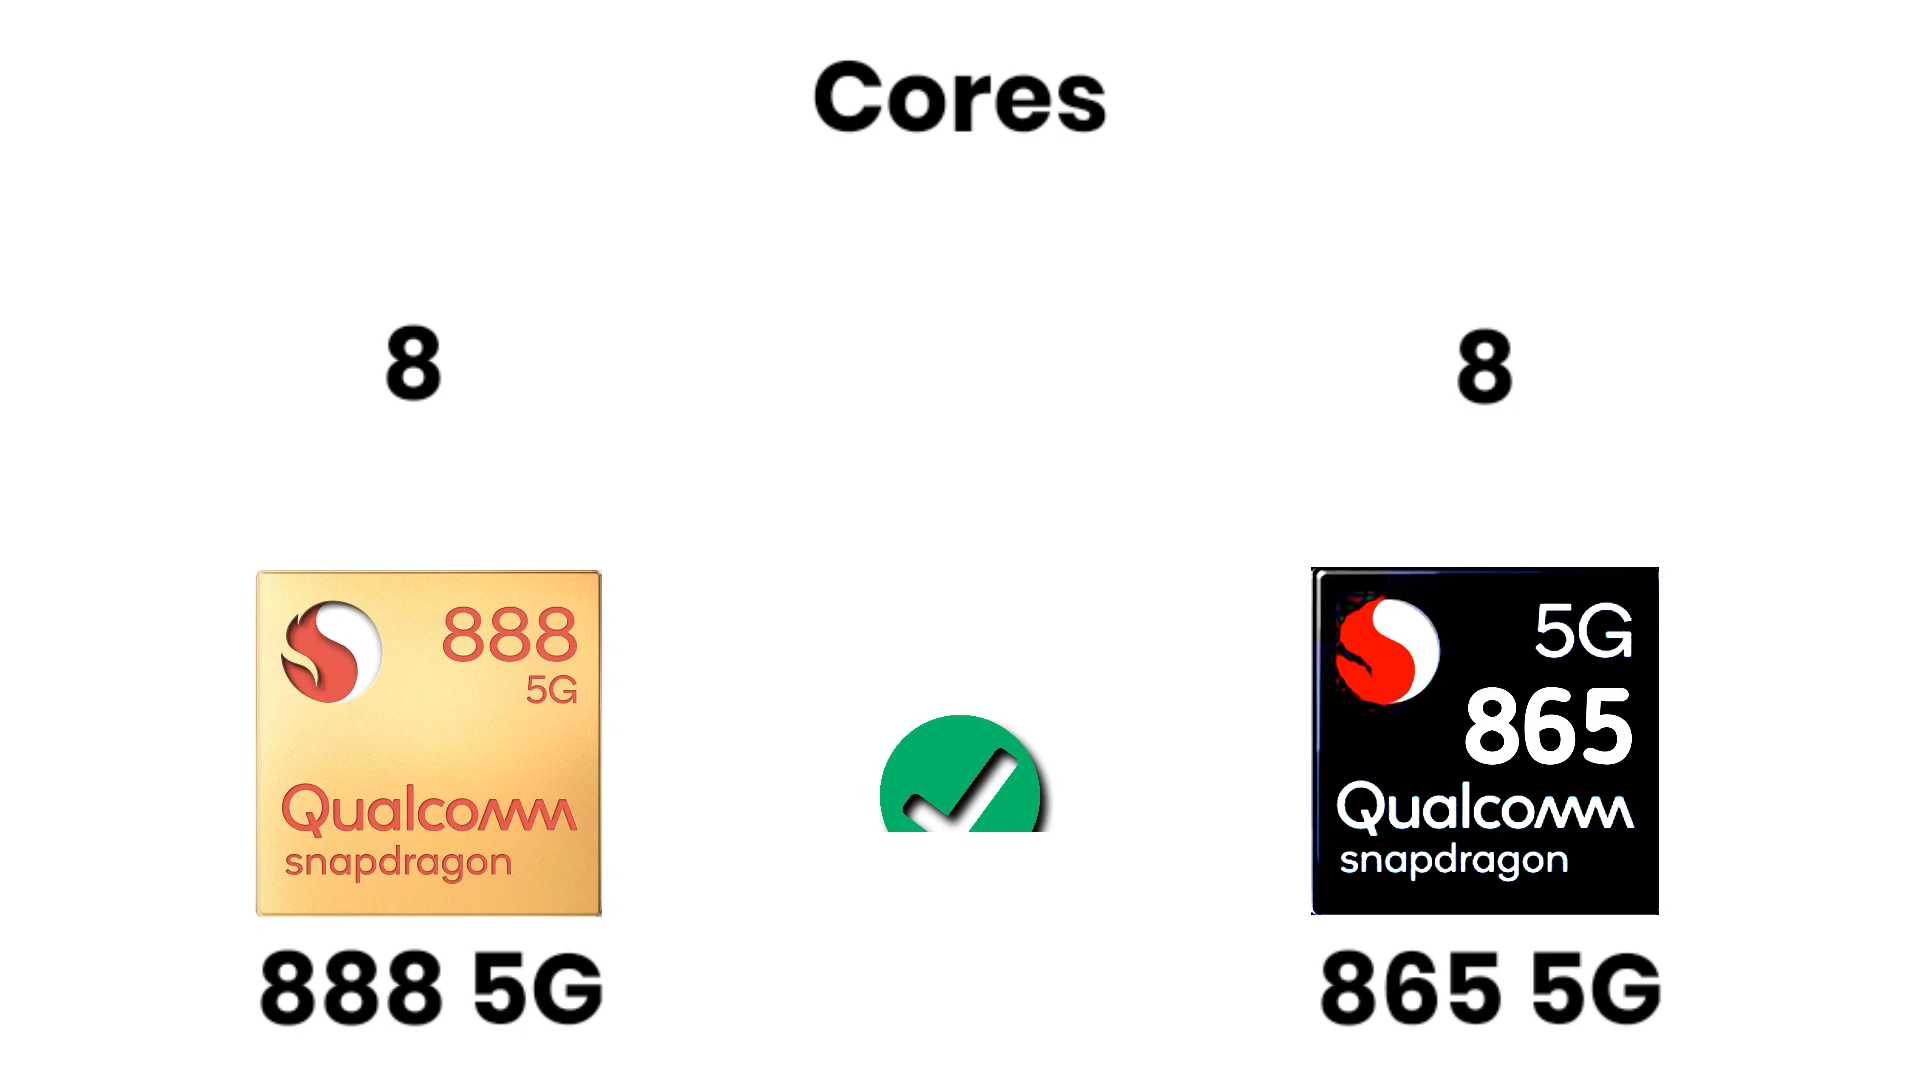 Cores
8
8
888
5G
Qualcomm
snapdragon
5G
865
Qualcomm
snapdragon
888 5G
865 5G